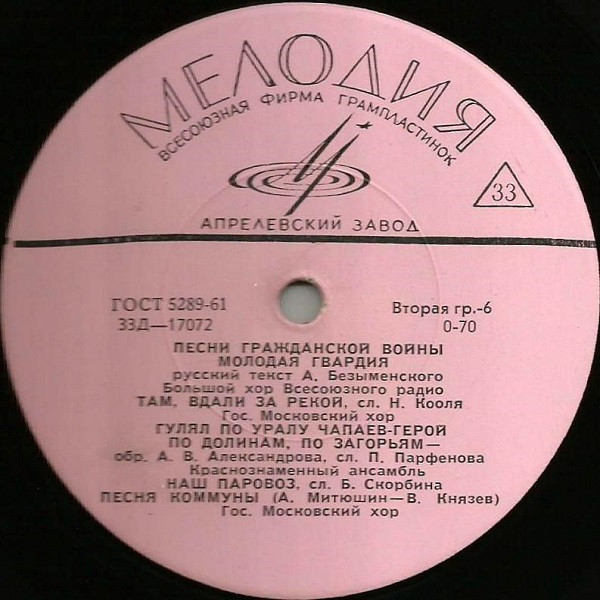 МЕЛОДИЯ
ВСЕСОЮЗНАЯ ФИРМА ГРАМПЛАСТИНОК
33
АПРЕЛЕВСКИЙ ЗАВОД
ГОСТ 5289-61
Вторая гр.-6
33Д—17072
0-70
ПЕСНИ ГРАЖДАНСКОЙ ВОЙНЫ
МОЛОДАЯ ГВАРДИЯ
русский текст А. Безыменского
Большой хор Всесоюзного радио
ТАМ, ВДАЛИ ЗА РЕКОЙ, сл. Н. Кооля
Гос. Московский хор
ГУЛЯЛ ПО УРАЛУ ЧАПАЕВ-ГЕРОЙ
ПО ДОЛИНАМ, ПО ЗАГОРЬЯМ—
обр. А. В. Александрова, сл. П. Парфенова
Краснознаменный ансамбль
НАШ ПАРОВОЗ, сл. Б. Скорбина
ПЕСНЯ КОММУНЫ (А. Митюшин—В. Князев)
Гос. Московский хор